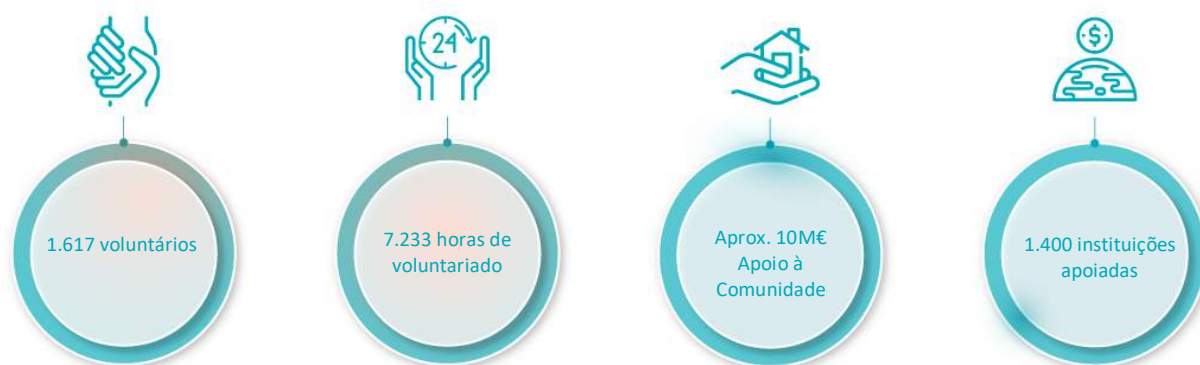 24
$
1.617 voluntários
7.233 horas de
voluntariado
Aprox. 10M€
Apoio à
Comunidade
1.400 instituições
apoiadas